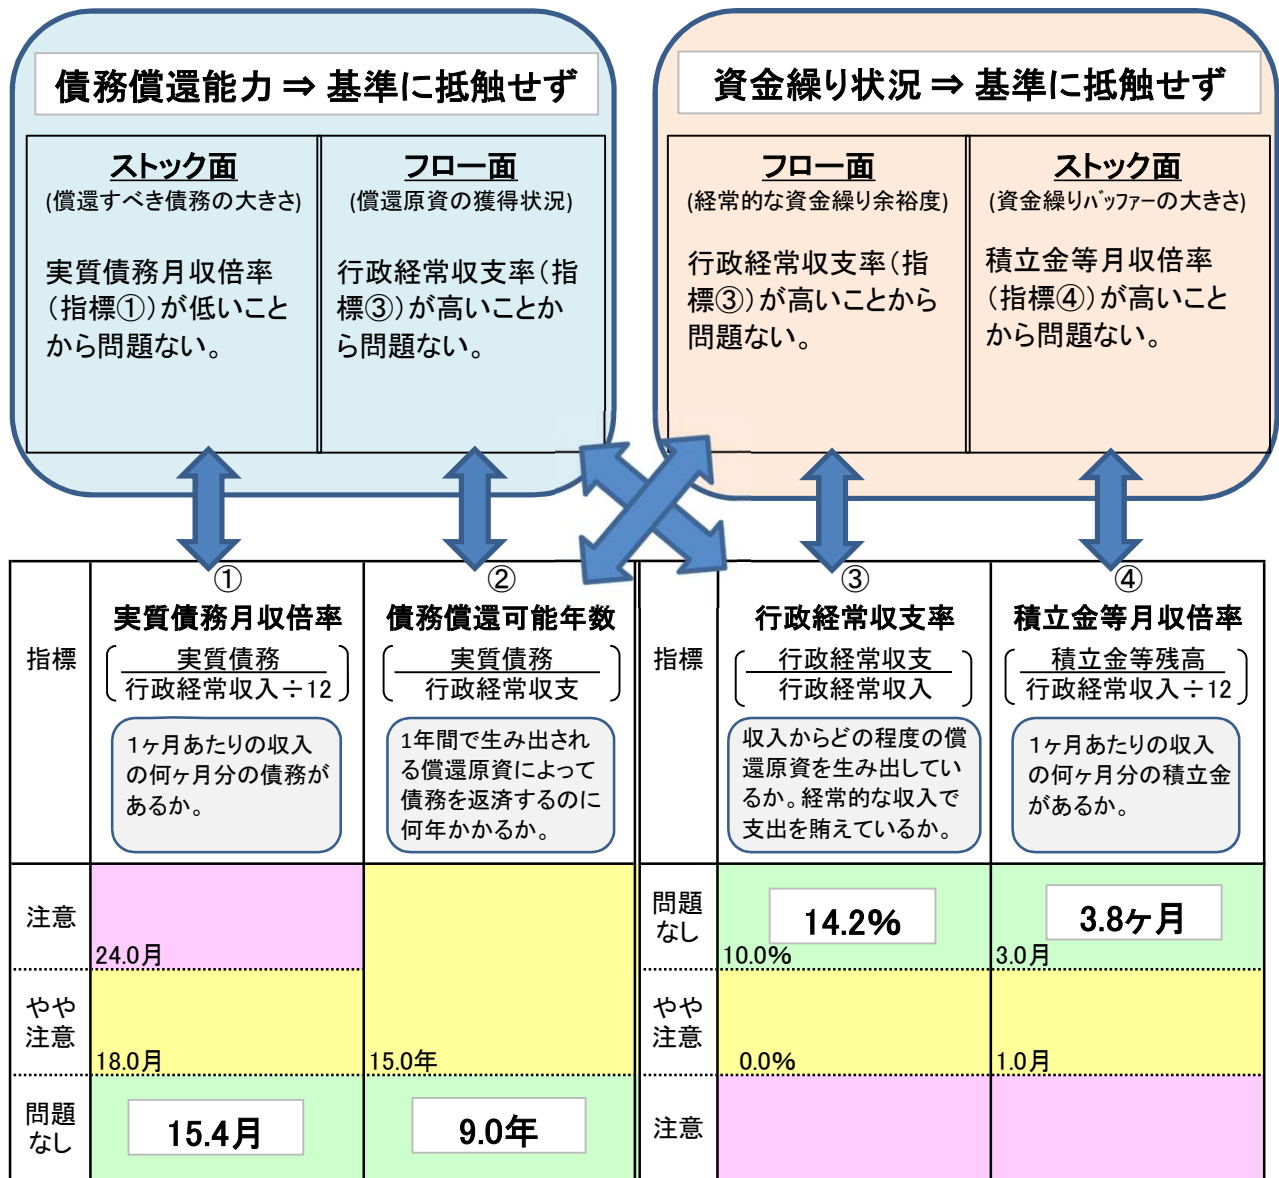 債務償還能力 ⇒ 基準に抵触せず
ストック面
(償還すべき債務の大きさ)
実質債務月収倍率
(指標①)が低いこと
から問題ない。
フロー面
(償還原資の獲得状況)
行政経常収支率(指
標③)が高いことか
ら問題ない。
資金繰り状況 ⇒ 基準に抵触せず
フロー面
(経常的な資金繰り余裕度)
行政経常収支率(指
標③)が高いことから
問題ない。
ストック面
(資金繰りバッファーの大きさ)
積立金等月収倍率
(指標④)が高いこと
から問題ない。
指標
①
実質債務月収倍率
実質債務
行政経常収入÷12
1ヶ月あたりの収入
の何ヶ月分の債務が
あるか。
②
債務償還可能年数
実質債務
行政経常収支
1年間で生み出され
る償還原資によって
債務を返済するのに
何年かかるか。
指標
③
行政経常収支率
行政経常収支
行政経常収入
収入からどの程度の償
還原資を生み出してい
るか。経常的な収入で
支出を賄えているか。
④
積立金等月収倍率
積立金等残高
行政経常収入÷12
1ヶ月あたりの収入
の何ヶ月分の積立金
があるか。
注意
24.0月
やや
注意
18.0月
15.0年
問題
なし
15.4月
9.0年
問題
なし
14.2%
10.0%
3.8ヶ月
3.0月
やや
注意
0.0%
1.0月
注意